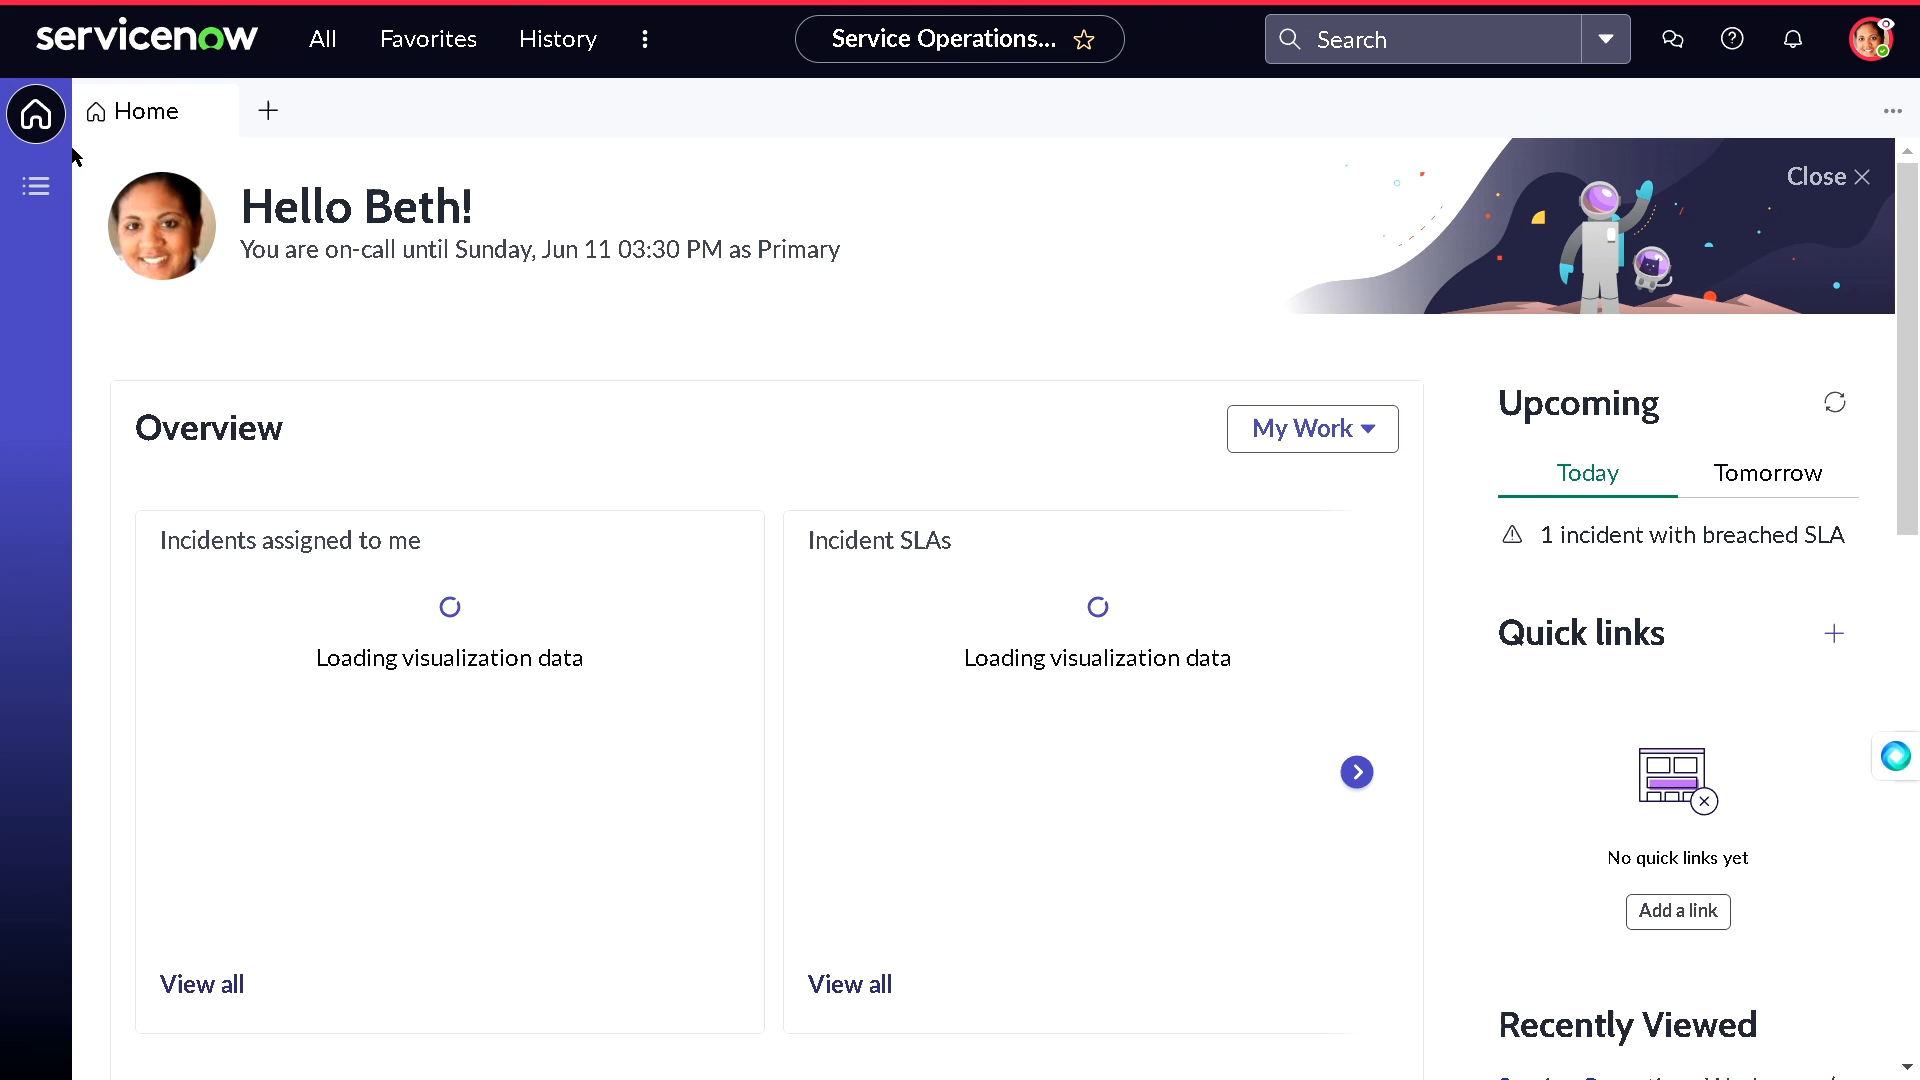 servicenow All Favorites History Service Operations... Search
Home
Close
Hello Beth!
You are on-call until Sunday, Jun 11 03:30 PM as Primary
Overview
My Work
Incidents assigned to me
Loading visualization data
View all
Incident SLAs
Loading visualization data
View all
Upcoming
Today Tomorrow
1 incident with breached SLA
Quick links
No quick links yet
Add a link
Recently Viewed